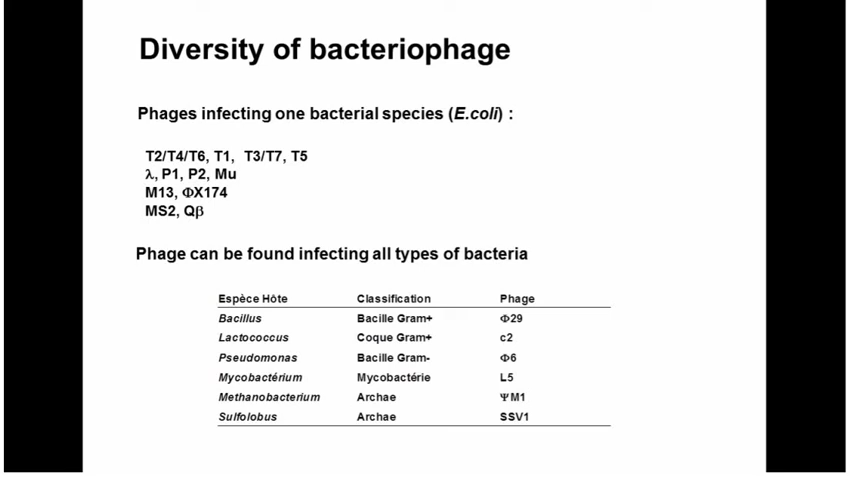 Diversity of bacteriophage
Phages infecting one bacterial species (E.coli) :
T2/T4/T6, T1, T3/T7, T5
λ, P1, P2, Mu
M13, ΦX174
MS2, Qβ
Phage can be found infecting all types of bacteria
Espèce Hôte Classification Phage
Bacillus Bacille Gram+ Φ29
Lactococcus Coque Gram+ c2
Pseudomonas Bacille Gram- Φ6
Mycobactérium Mycobactérie L5
Methanobacterium Archae ΨM1
Sulfolobus Archae SSV1